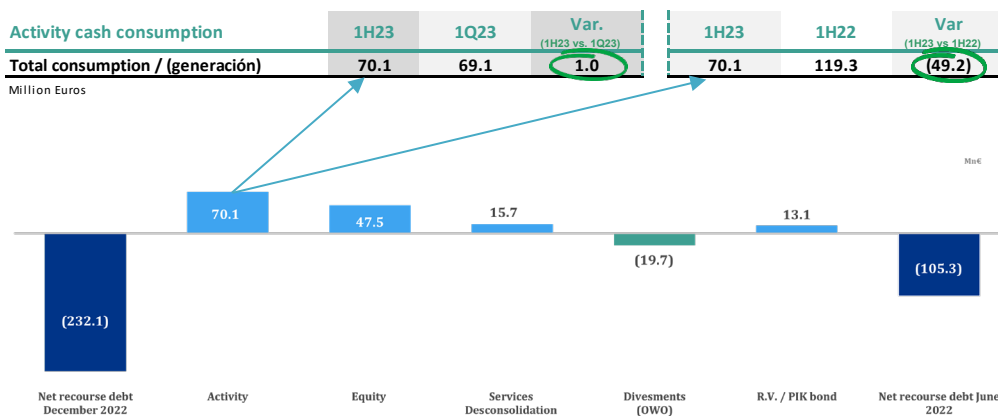 Activity cash consumption 1H23 1Q23 Var. (1H23 vs. 1Q23) 1H23 1H22 Var (1H23 vs 1H22)
Total consumption / (generación) 70.1 69.1 1.0 70.1 119.3 (49.2)
Million Euros
Mn€
70.1
47.5
15.7
(19.7)
13.1
(232.1)
(105.3)
Net recourse debt December 2022
Activity
Equity
Services Desconsolidation
Divesments (OWO)
R.V. / PIK bond
Net recourse debt June 2022